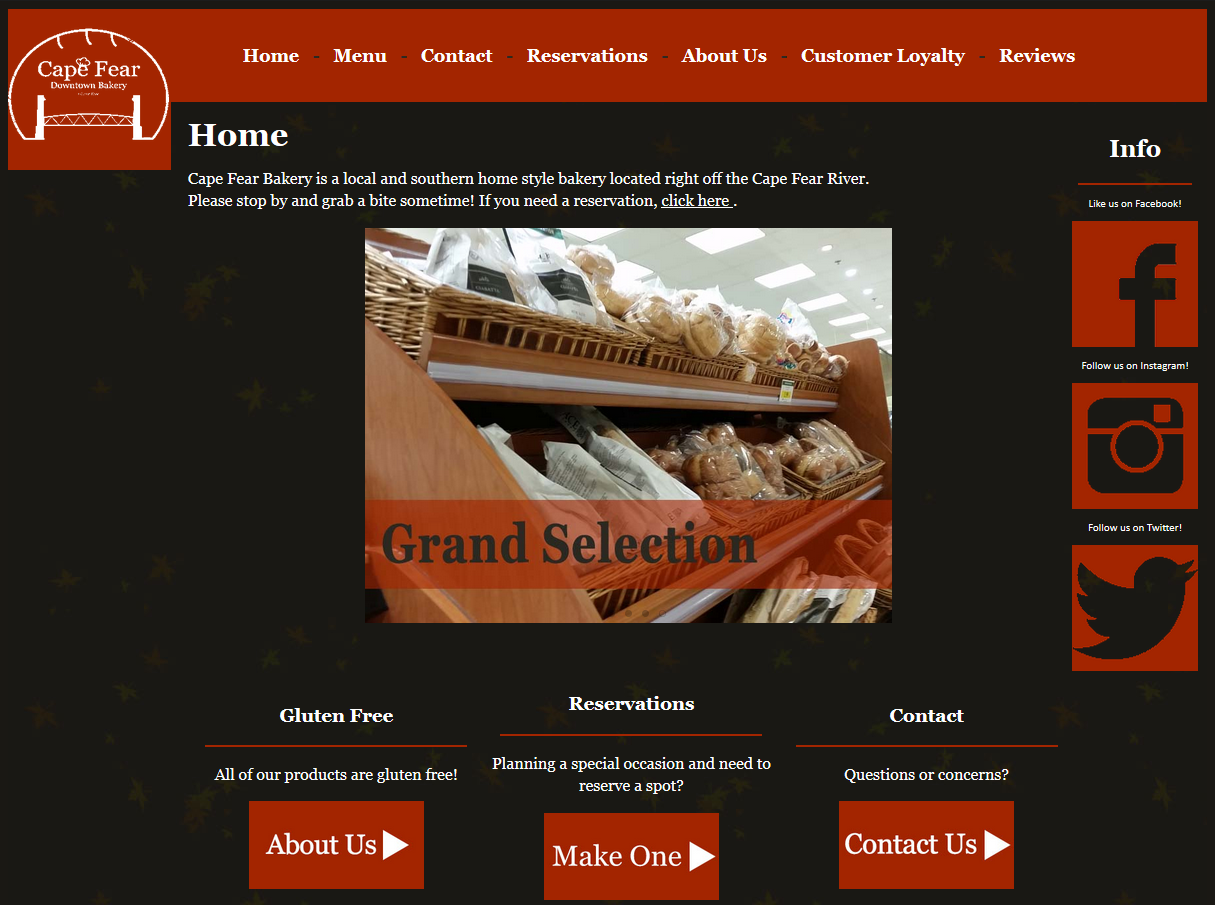 Cape Fear
Downtown Bakery
Home - Menu - Contact - Reservations - About Us - Customer Loyalty - Reviews
Home
Cape Fear Bakery is a local and southern home style bakery located right off the Cape Fear River.
Please stop by and grab a bite sometime! If you need a reservation, click here .
Grand Selection
Info
Like us on Facebook!
Follow us on Instagram!
Follow us on Twitter!
Gluten Free
All of our products are gluten free!
About Us
Reservations
Planning a special occasion and need to
reserve a spot?
Make One
Contact
Questions or concerns?
Contact Us